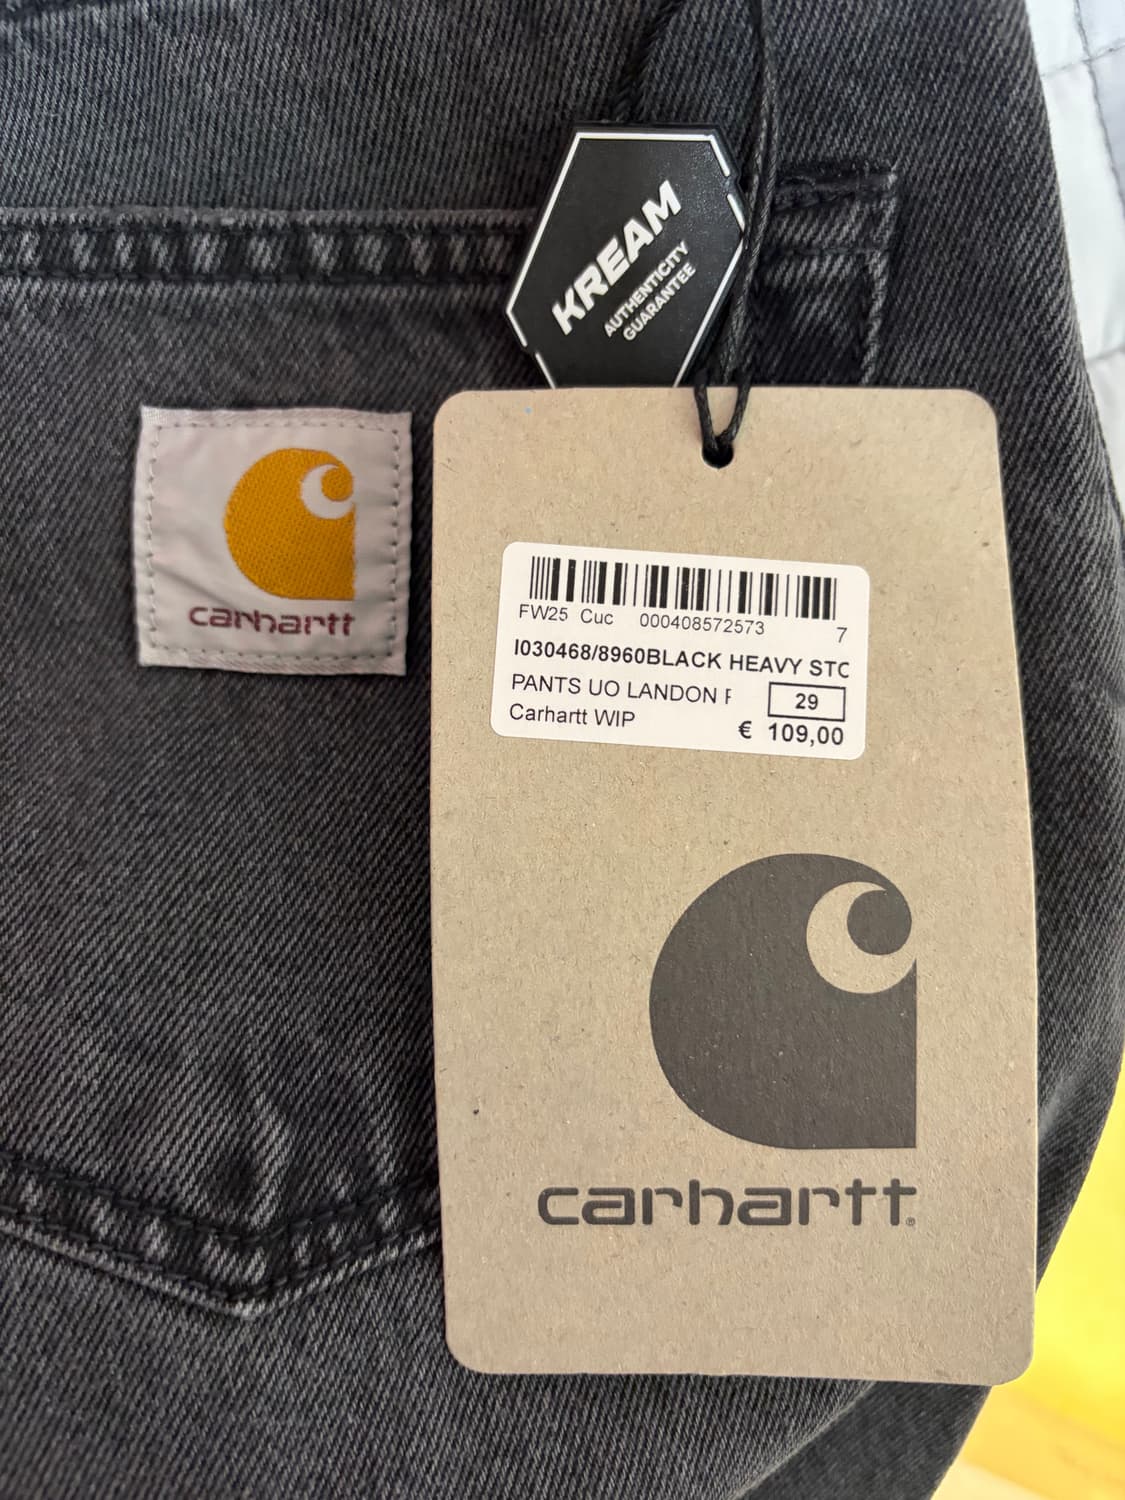 KREAM
AUTHENTICITY
GUARANTEE
carhartt
FW25 Cuc 000408572573 7
I030468/8960BLACK HEAVY STC
PANTS UO LANDON F 29
Carhartt WIP € 109,00
carhartt®